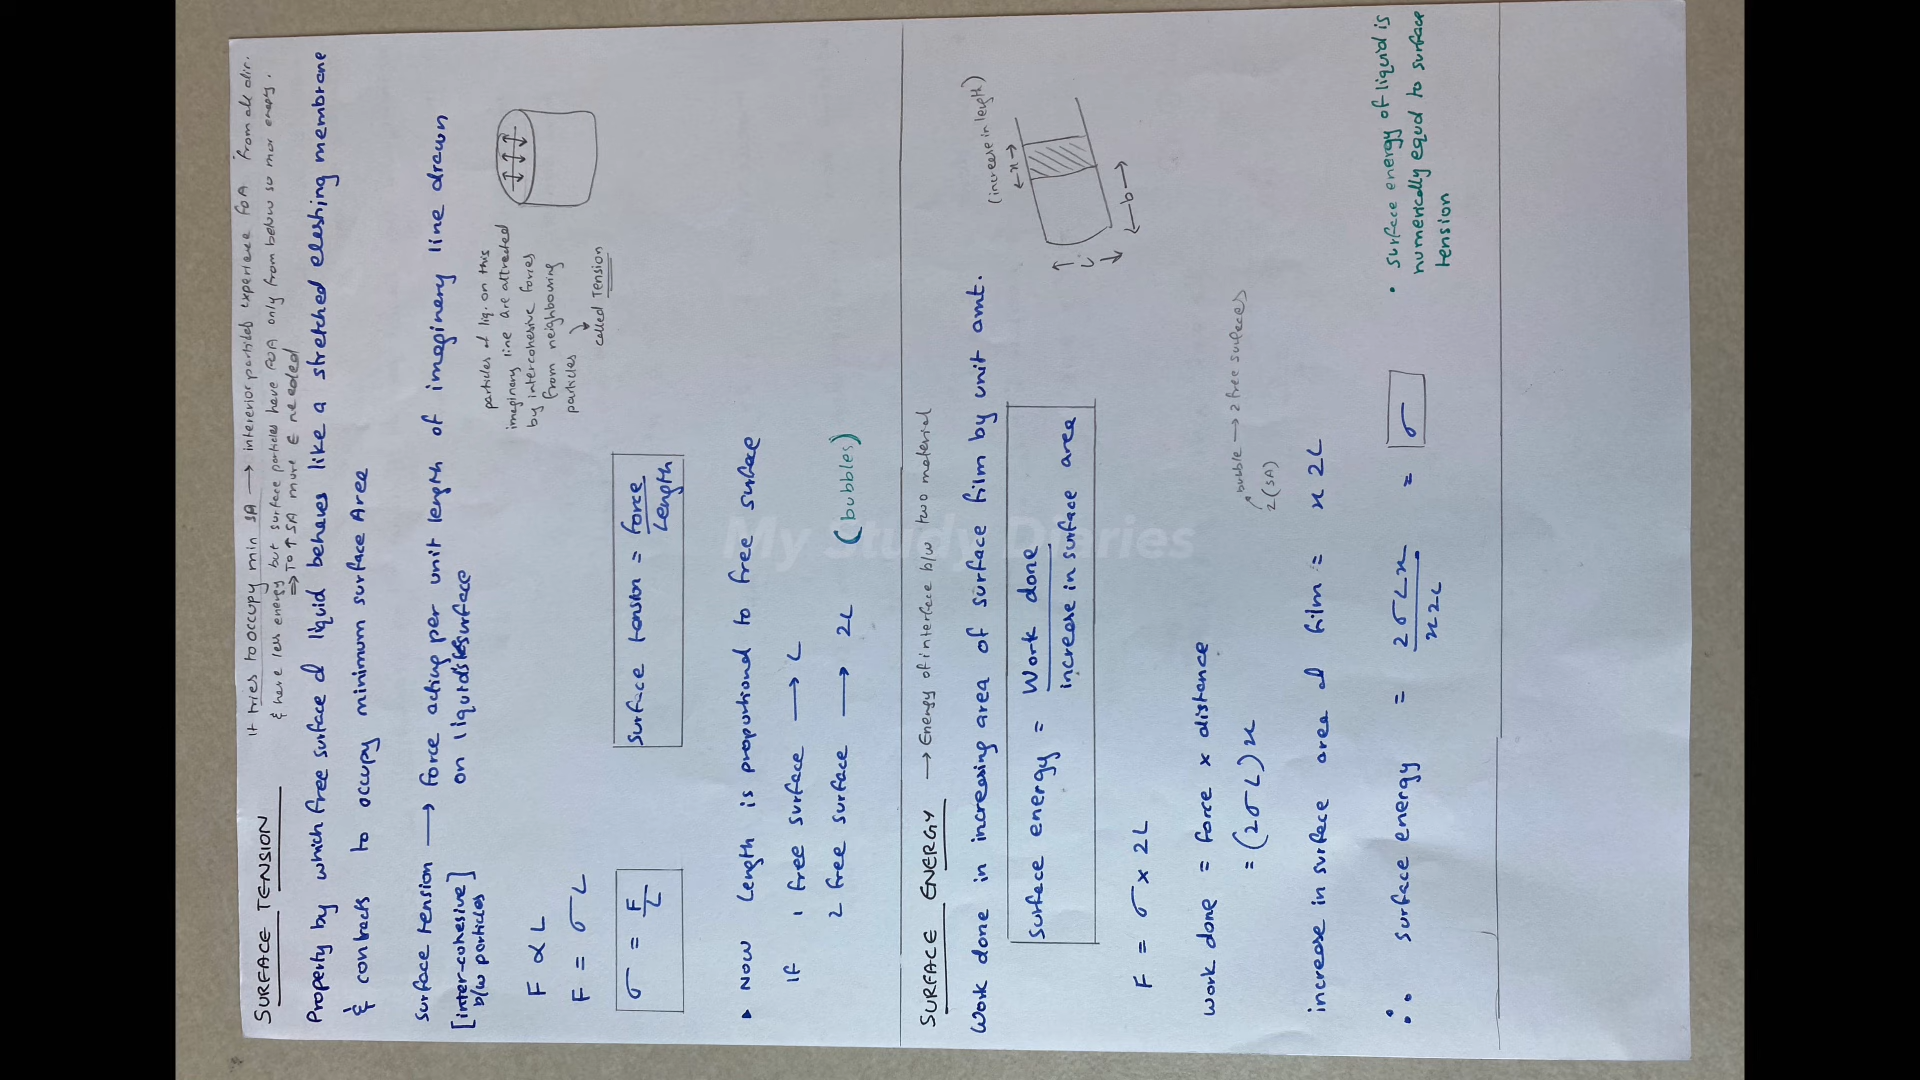 It tries to occupy min SA → interior particles experience FOA from all dir.
& have less energy but surface particles have FOA only from below so more energy.
⇒ To ↑ SA more E needed
SURFACE TENSION
Property by which free surface of liquid behaves like a stretched elasting membrane
& contracts to occupy minimum surface Area
Surface tension → force acting per unit length of imaginery line drawn
on liquids surface
[inter-cohesive]
b/w particles
particles of liq. on this
imaginery line are attracted
by intercohesive forces
from neighbouring
particles
called Tension
F ∝ L
F = σ L
σ = F/L
Surface tension = force/Length
▸ Now Length is proportional to free surface
If 1 free surface → L
2 free surface → 2L (bubbles)
SURFACE ENERGY → Energy of interface b/w two material
Work done in increasing area of surface film by unit amt.
Surface energy = Work done/increase in surface area
(increase in length)
← x →
L
← b →
F = σ × 2L
Work done = force × distance
= (2σL)x
bubble → 2 free surfaces
2(SA)
increase in surface area of film = x 2L
∴ surface energy = 2σLx/x2L = σ
• surface energy of liquid is
numerically equal to surface
tension
My Study Diaries